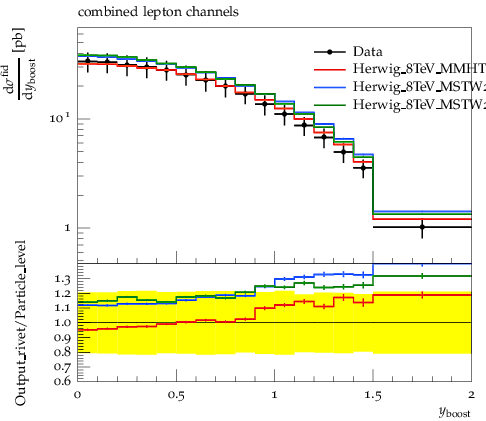 combined lepton channels
dσ^fid / dy_boost [pb]
Data
Herwig_8TeV_MMHT
Herwig_8TeV_MSTW
Herwig_8TeV_MSTW
10^1
1
Output_rivet/Particle_level
1.3
1.2
1.1
1.0
0.9
0.8
0.7
0.6
0 0.5 1 1.5 2
y_boost